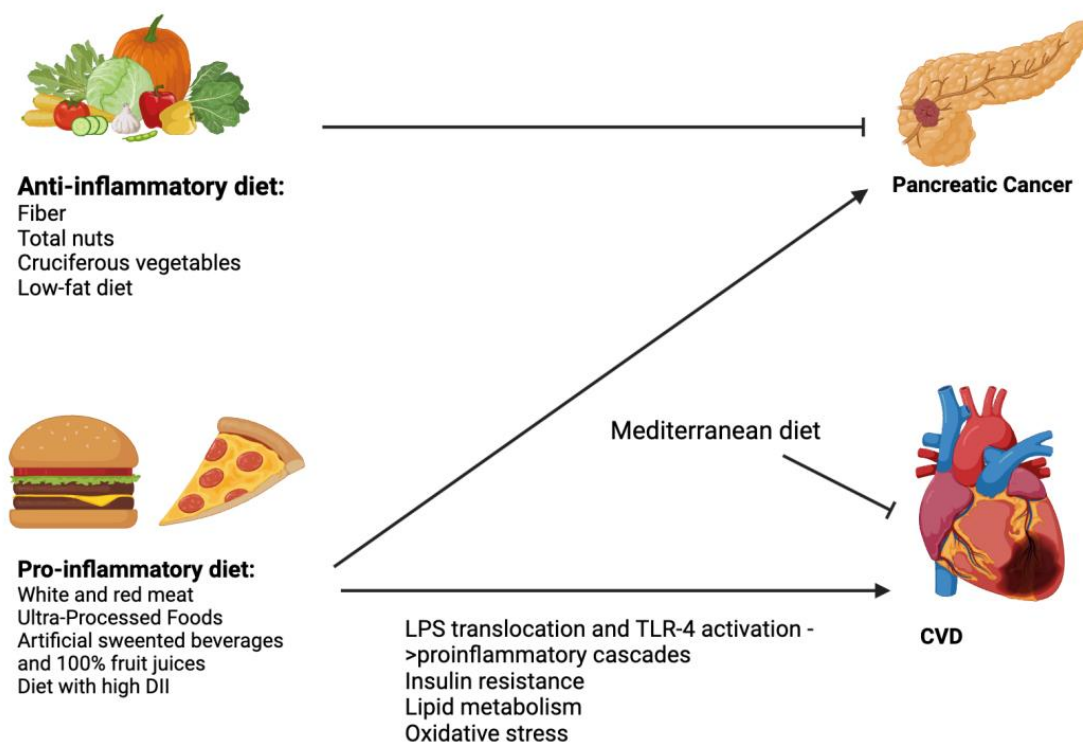 Anti-inflammatory diet:
Fiber
Total nuts
Cruciferous vegetables
Low-fat diet
Pancreatic Cancer
Mediterranean diet
Pro-inflammatory diet:
White and red meat
Ultra-Processed Foods
Artificial sweented beverages
and 100% fruit juices
Diet with high DII
LPS translocation and TLR-4 activation -
>proinflammatory cascades
Insulin resistance
Lipid metabolism
Oxidative stress
CVD